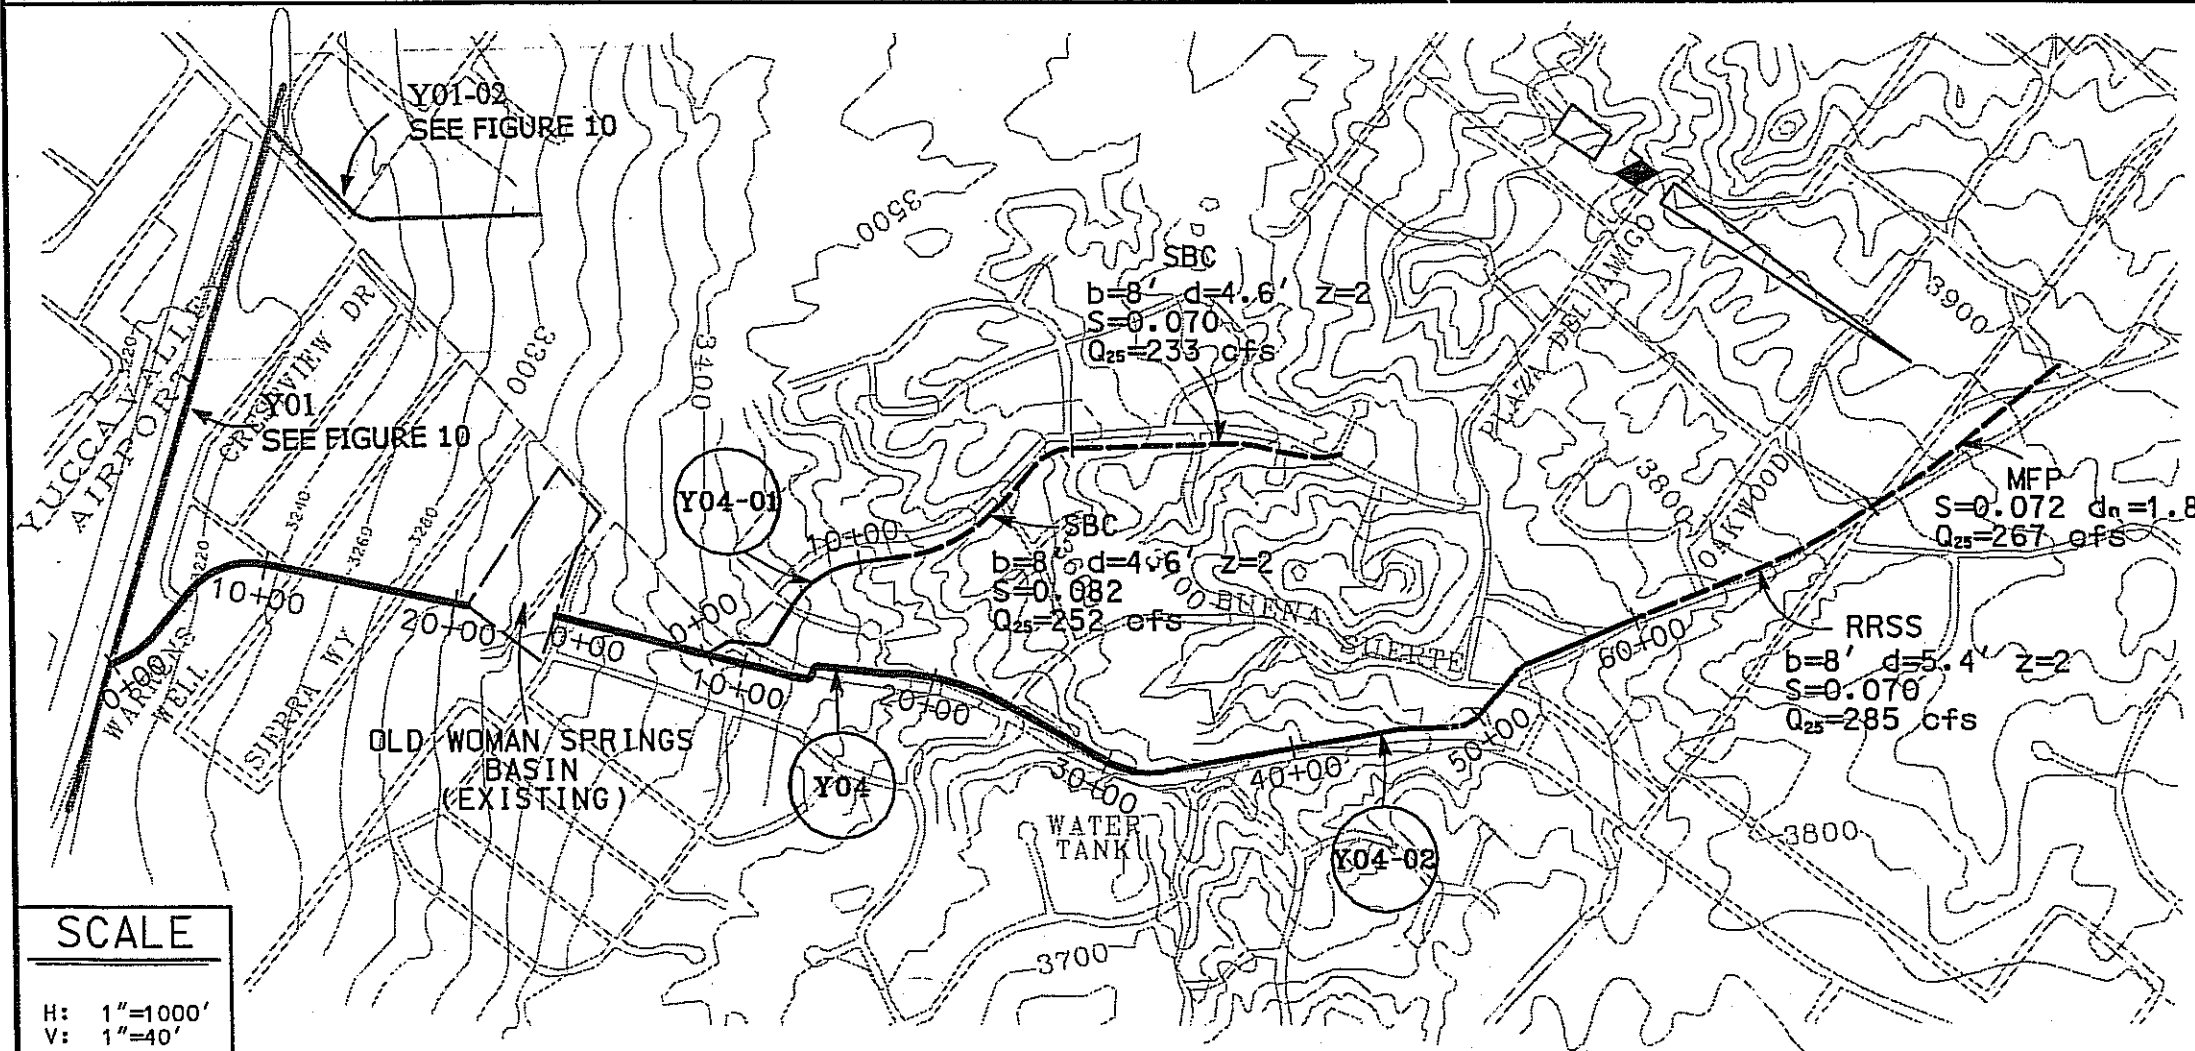 Y01-02
SEE FIGURE 10
3500
SBC
b=8' d=4.6' z=2
S=0.070
Q₂₅=233 cfs
PLAZA DEL AMIGO
3900
YUCCA VALLEY
AIRPORT
3220
CRESTVIEW DR
3300
3400
Y01
SEE FIGURE 10
3220
3240
3260
3280
Y04-01
10+00
SBC
b=8' d=4.6' z=2
S=0.082
Q₂₅=252 cfs
3800
OAKWOOD
MFP
S=0.072 dₙ=1.8
Q₂₅=267 cfs
BUENA SUERTE
RRSS
b=8' d=5.4' z=2
S=0.070
Q₂₅=285 cfs
0+00
10+00
20+00
0+00
0+00
10+00
20+00
30+00
40+00
50+00
60+00
WARRENS
WELL
SIERRA WY
OLD WOMAN SPRINGS
BASIN
(EXISTING)
Y04
WATER
TANK
Y04-02
3800
3700
SCALE
H: 1"=1000'
V: 1"=40'